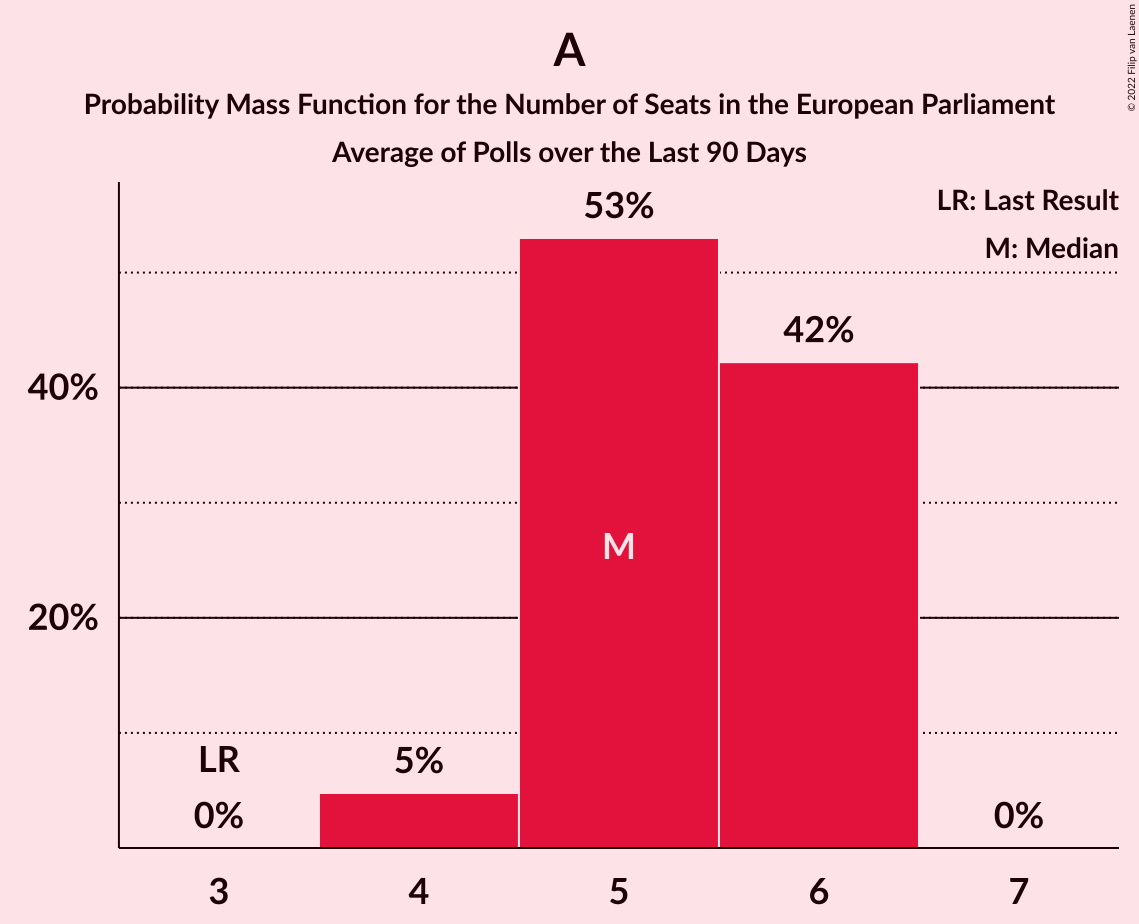 A
Probability Mass Function for the Number of Seats in the European Parliament
Average of Polls over the Last 90 Days
© 2022 Filip van Laenen
LR: Last Result
M: Median
53%
42%
40%
M
20%
LR
5%
0%
0%
3 4 5 6 7